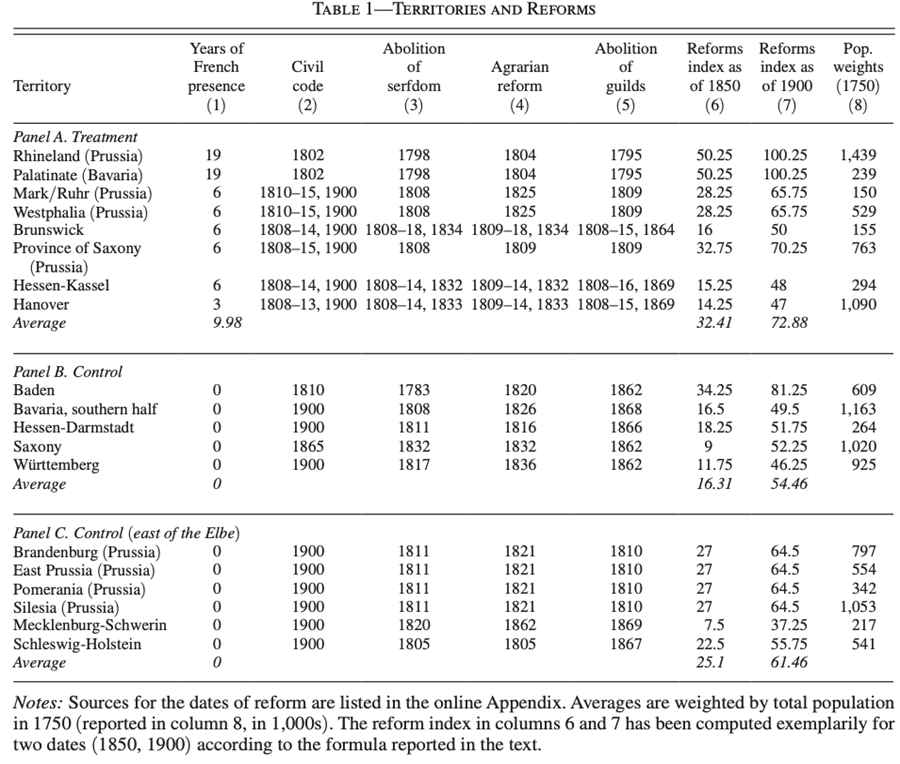 TABLE 1—TERRITORIES AND REFORMS
Territory Years of French presence (1) Civil code (2) Abolition of serfdom (3) Agrarian reform (4) Abolition of guilds (5) Reforms index as of 1850 (6) Reforms index as of 1900 (7) Pop. weights (1750) (8)
Panel A. Treatment
Rhineland (Prussia) 19 1802 1798 1804 1795 50.25 100.25 1,439
Palatinate (Bavaria) 19 1802 1798 1804 1795 50.25 100.25 239
Mark/Ruhr (Prussia) 6 1810–15, 1900 1808 1825 1809 28.25 65.75 150
Westphalia (Prussia) 6 1810–15, 1900 1808 1825 1809 28.25 65.75 529
Brunswick 6 1808–14, 1900 1808–18, 1834 1809–18, 1834 1808–15, 1864 16 50 155
Province of Saxony 6 1808–15, 1900 1808 1809 1809 32.75 70.25 763
(Prussia)
Hessen-Kassel 6 1808–14, 1900 1808–14, 1832 1809–14, 1832 1808–16, 1869 15.25 48 294
Hanover 3 1808–13, 1900 1808–14, 1833 1809–14, 1833 1808–15, 1869 14.25 47 1,090
Average 9.98 32.41 72.88
Panel B. Control
Baden 0 1810 1783 1820 1862 34.25 81.25 609
Bavaria, southern half 0 1900 1808 1826 1868 16.5 49.5 1,163
Hessen-Darmstadt 0 1900 1811 1816 1866 18.25 51.75 264
Saxony 0 1865 1832 1832 1862 9 52.25 1,020
Württemberg 0 1900 1817 1836 1862 11.75 46.25 925
Average 0 16.31 54.46
Panel C. Control (east of the Elbe)
Brandenburg (Prussia) 0 1900 1811 1821 1810 27 64.5 797
East Prussia (Prussia) 0 1900 1811 1821 1810 27 64.5 554
Pomerania (Prussia) 0 1900 1811 1821 1810 27 64.5 342
Silesia (Prussia) 0 1900 1811 1821 1810 27 64.5 1,053
Mecklenburg-Schwerin 0 1900 1820 1862 1869 7.5 37.25 217
Schleswig-Holstein 0 1900 1805 1805 1867 22.5 55.75 541
Average 0 25.1 61.46
Notes: Sources for the dates of reform are listed in the online Appendix. Averages are weighted by total population
in 1750 (reported in column 8, in 1,000s). The reform index in columns 6 and 7 has been computed exemplarily for
two dates (1850, 1900) according to the formula reported in the text.